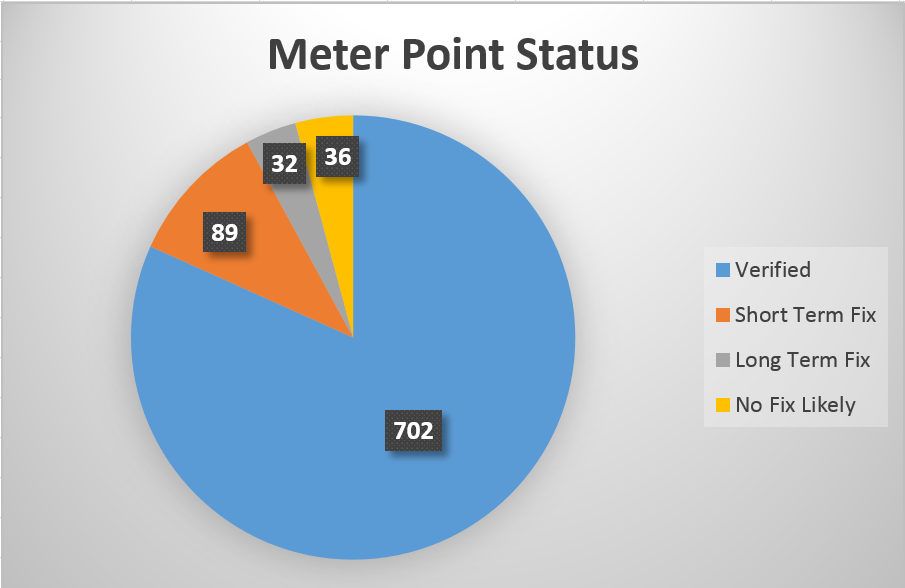 Meter Point Status
32
36
89
702
Verified
Short Term Fix
Long Term Fix
No Fix Likely